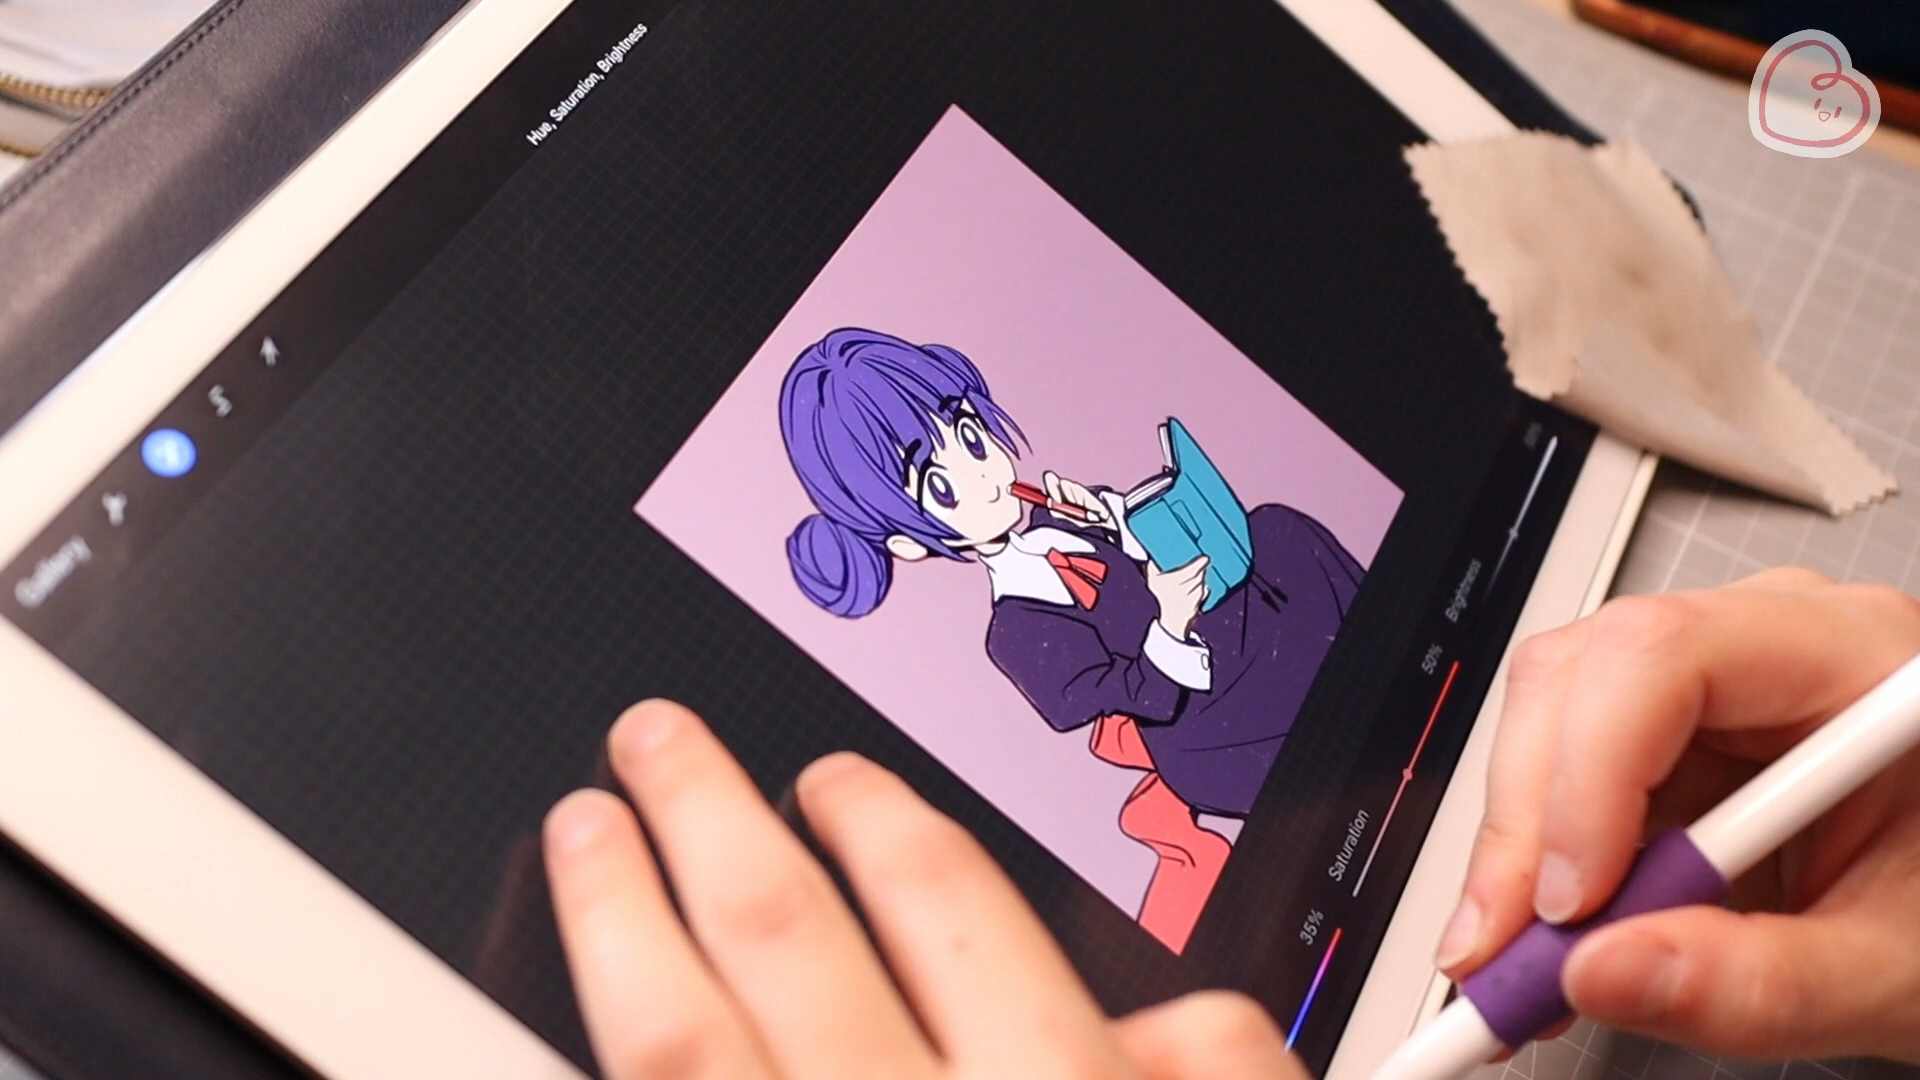 Hue, Saturation, Brightness
Gallery
35%
Saturation
50%
Brightness